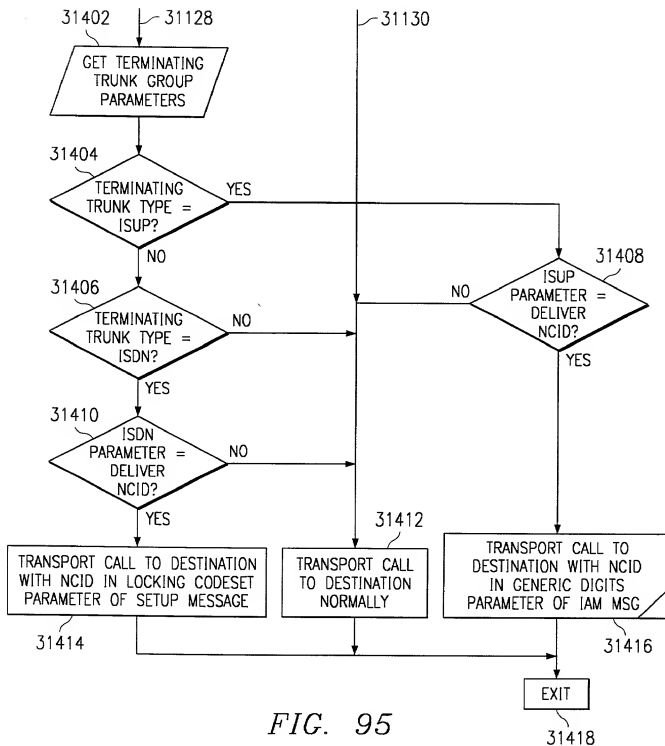 31402
31128
31130
GET TERMINATING
TRUNK GROUP
PARAMETERS
31404
TERMINATING
TRUNK TYPE =
ISUP?
YES
NO
31408
ISUP
PARAMETER =
DELIVER
NCID?
NO
YES
31406
TERMINATING
TRUNK TYPE =
ISDN?
NO
YES
31410
ISDN
PARAMETER =
DELIVER
NCID?
NO
YES
31412
TRANSPORT CALL TO DESTINATION
WITH NCID IN LOCKING CODESET
PARAMETER OF SETUP MESSAGE
31414
TRANSPORT CALL
TO DESTINATION
NORMALLY
TRANSPORT CALL TO
DESTINATION WITH NCID
IN GENERIC DIGITS
PARAMETER OF IAM MSG
31416
EXIT
31418
FIG. 95